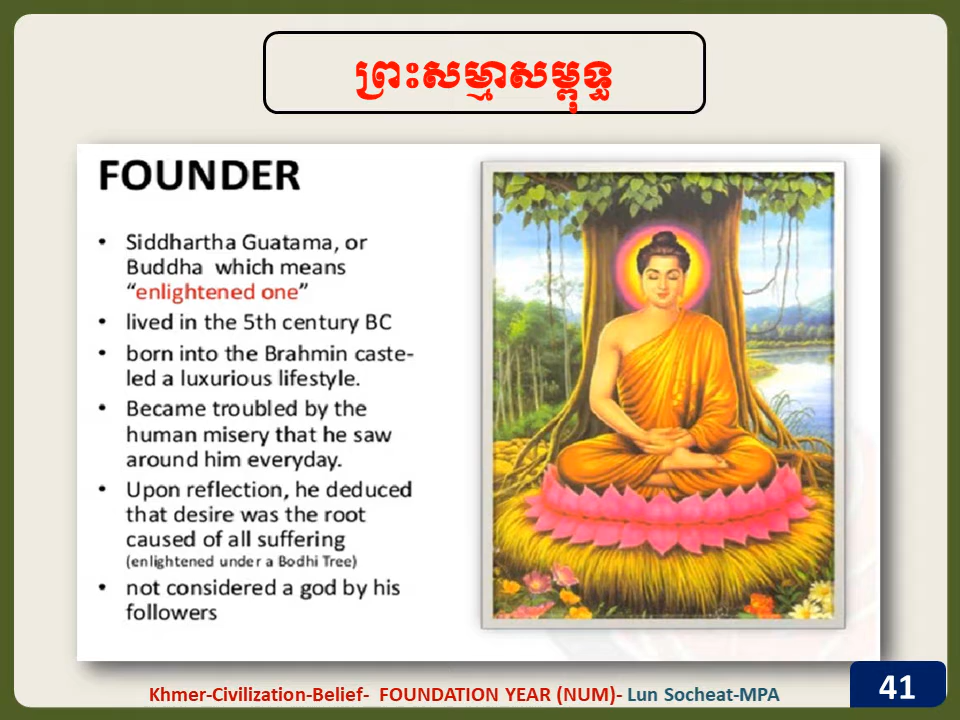 ព្រះសម្មាសម្ពុទ្ធ
FOUNDER
• Siddhartha Guatama, or
Buddha which means
“enlightened one”
• lived in the 5th century BC
• born into the Brahmin caste-
led a luxurious lifestyle.
• Became troubled by the
human misery that he saw
around him everyday.
• Upon reflection, he deduced
that desire was the root
caused of all suffering
(enlightened under a Bodhi Tree)
• not considered a god by his
followers
Khmer-Civilization-Belief- FOUNDATION YEAR (NUM)- Lun Socheat-MPA
41